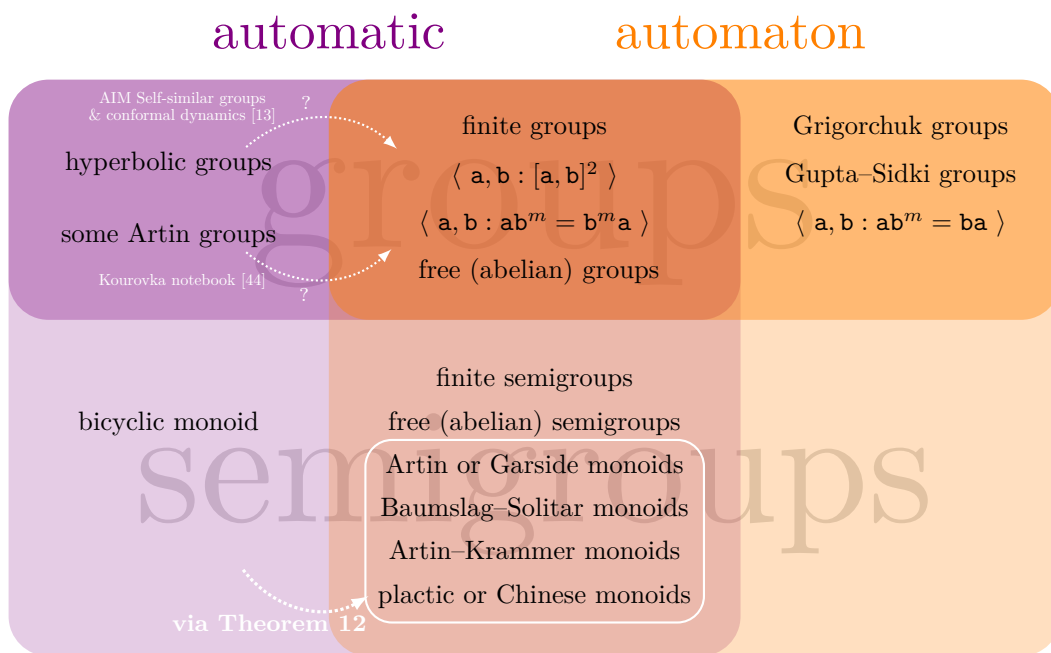 automatic
automaton
groups
semigroups
AIM Self-similar groups
& conformal dynamics [13]
?
hyperbolic groups
some Artin groups
Kourovka notebook [44]
?
finite groups
⟨ a, b : [a, b]² ⟩
⟨ a, b : abᵐ = bᵐa ⟩
free (abelian) groups
Grigorchuk groups
Gupta–Sidki groups
⟨ a, b : abᵐ = ba ⟩
bicyclic monoid
via Theorem 12
finite semigroups
free (abelian) semigroups
Artin or Garside monoids
Baumslag–Solitar monoids
Artin–Krammer monoids
plactic or Chinese monoids